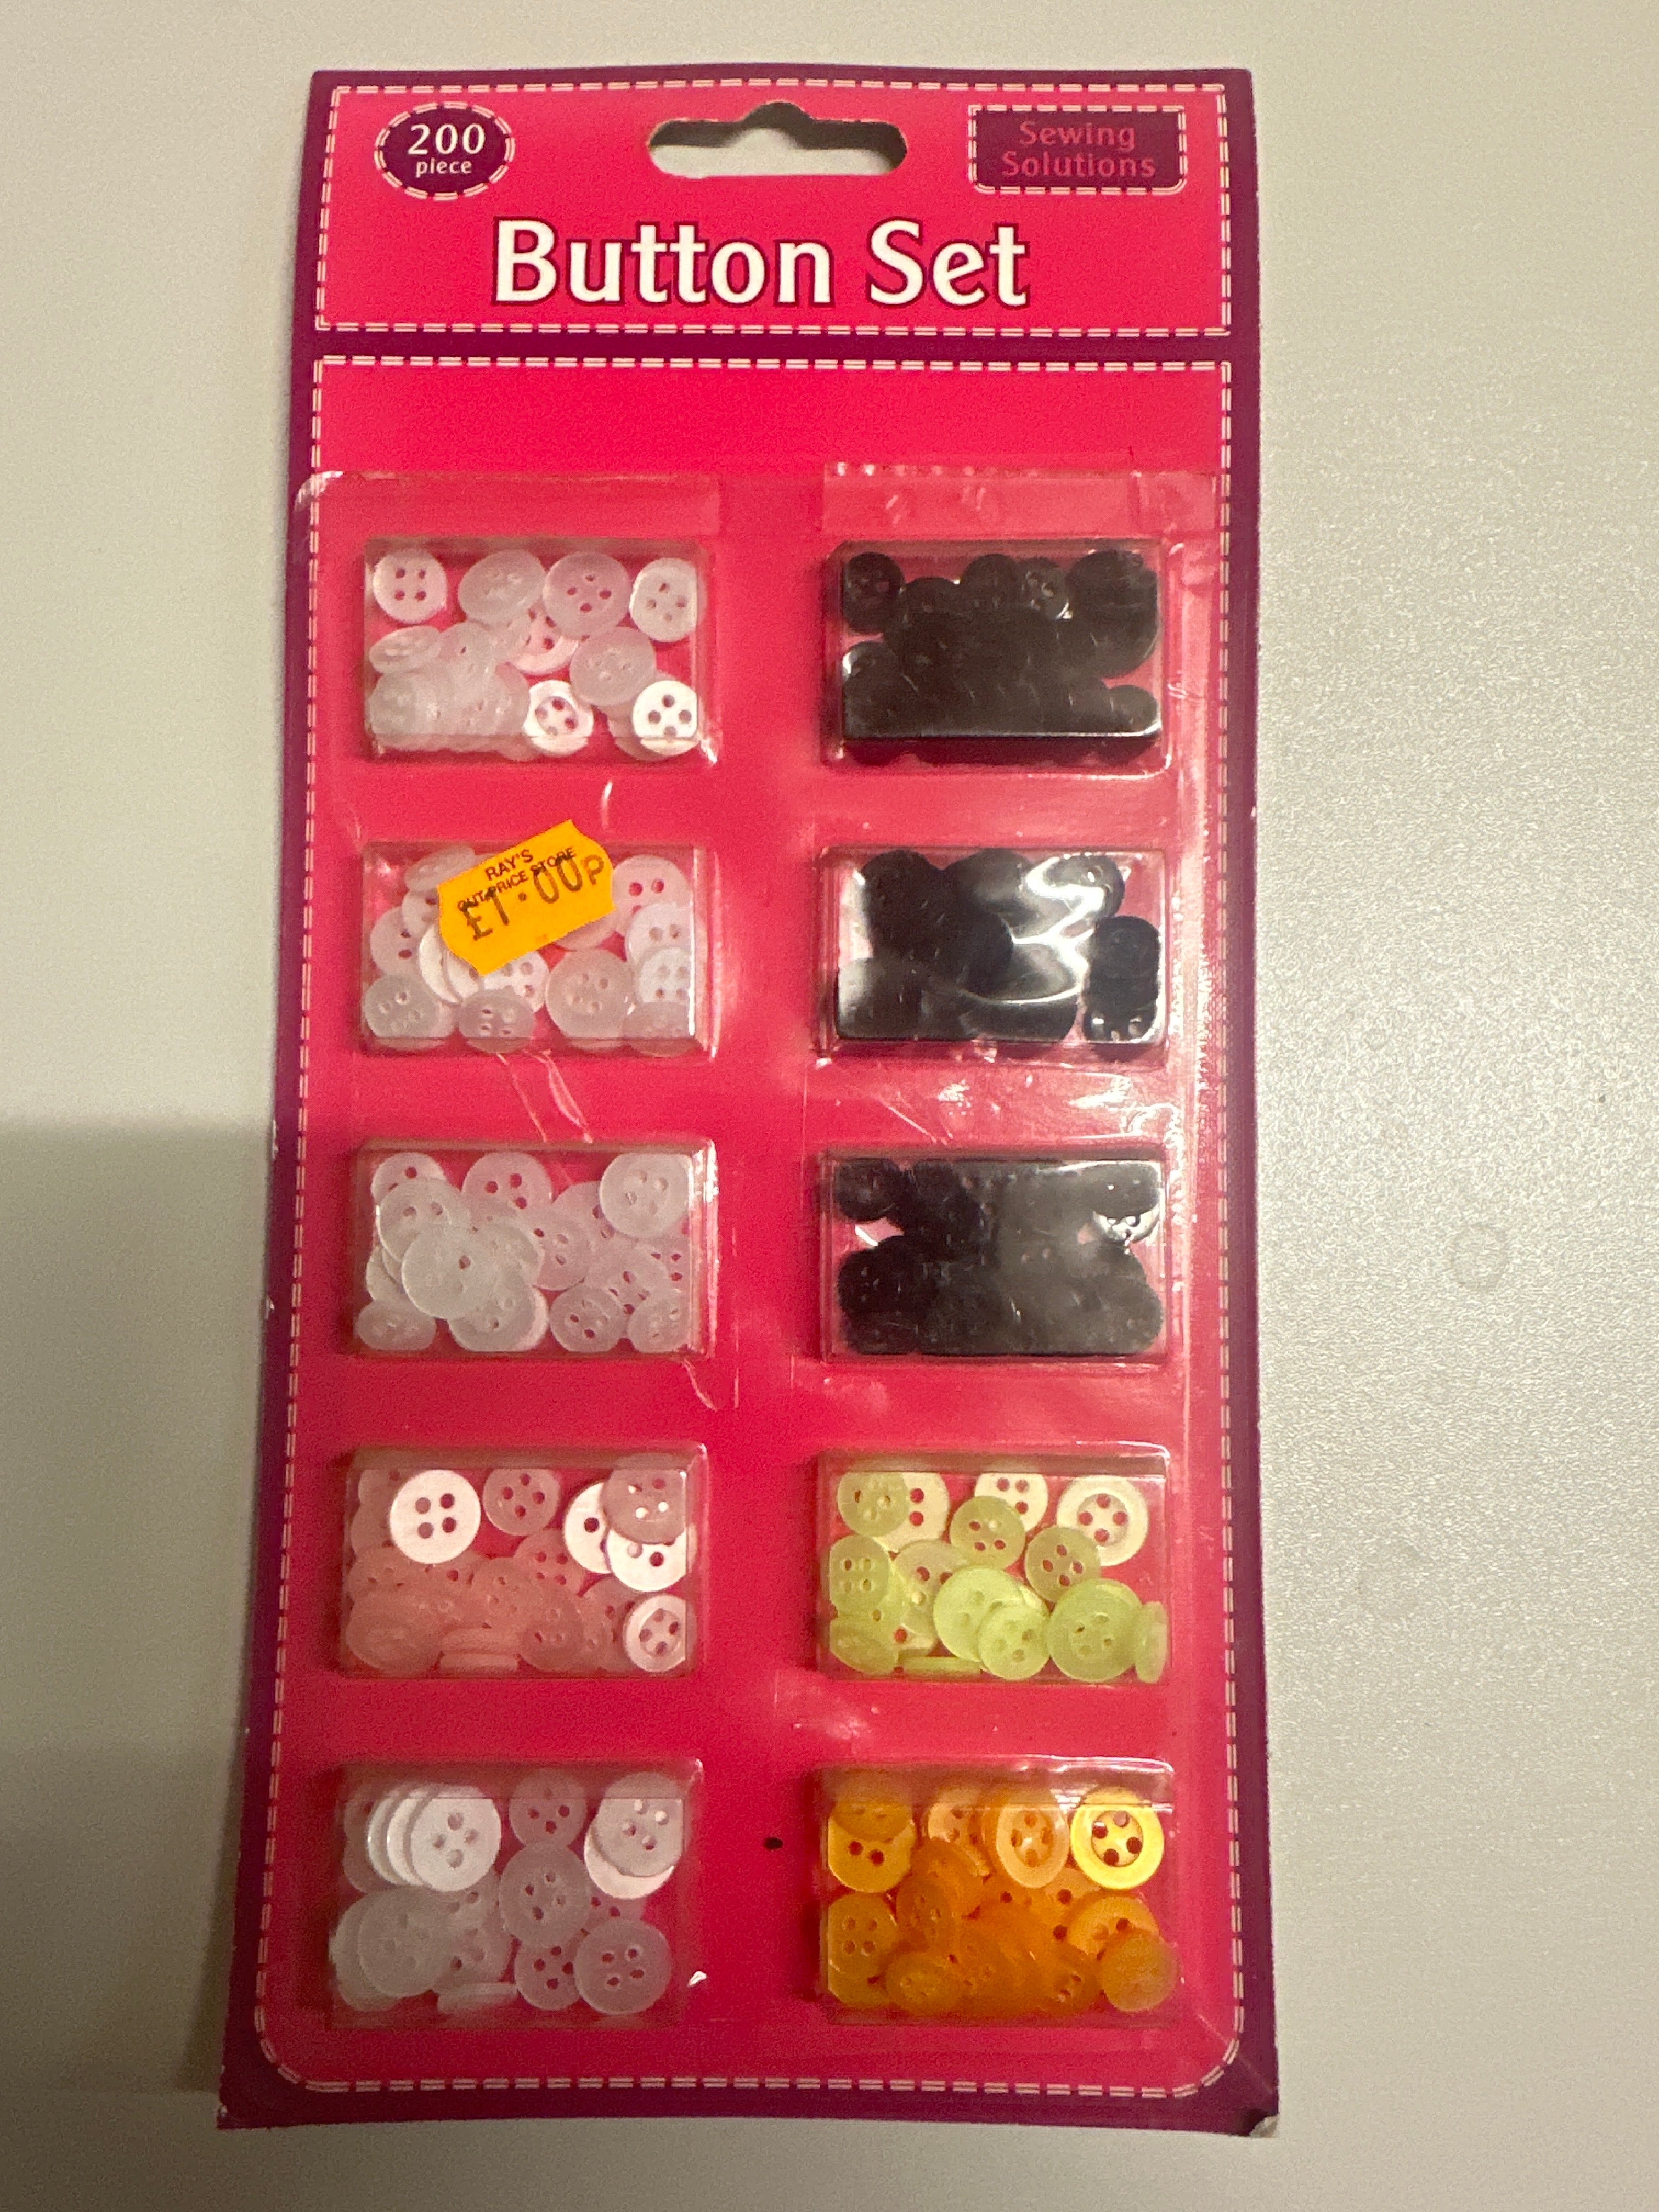 200
piece
Sewing
Solutions
Button Set
RAY'S
CUT PRICE STORE
£1.00p